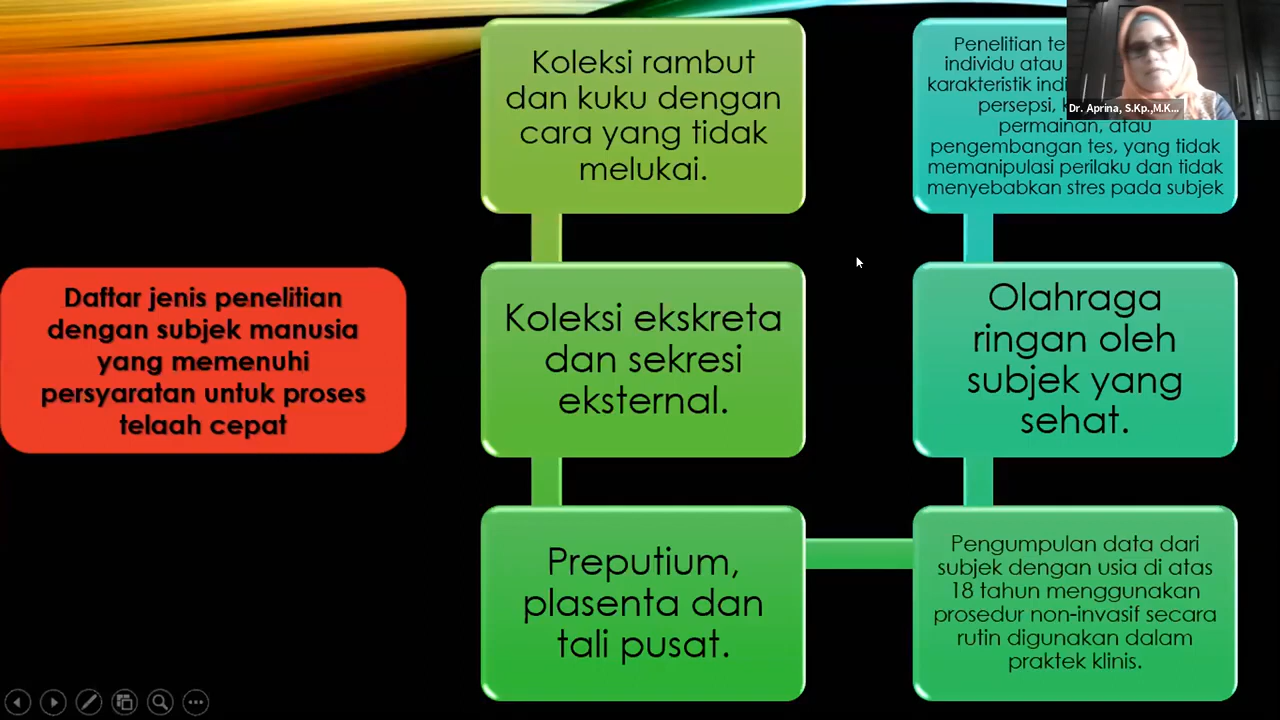 Daftar jenis penelitian
dengan subjek manusia
yang memenuhi
persyaratan untuk proses
telaah cepat
Koleksi rambut
dan kuku dengan
cara yang tidak
melukai.
Koleksi ekskreta
dan sekresi
eksternal.
Preputium,
plasenta dan
tali pusat.
Pengumpulan data dari
subjek dengan usia di atas
18 tahun menggunakan
prosedur non-invasif secara
rutin digunakan dalam
praktek klinis.
Olahraga
ringan oleh
subjek yang
sehat.
Penelitian
individu atau
karakteristik
persepsi,
permainan, atau
pengembangan tes, yang tidak
memanipulasi perilaku dan tidak
menyebabkan stres pada subjek
Dr. Aprina, S.Kp.,M.K...